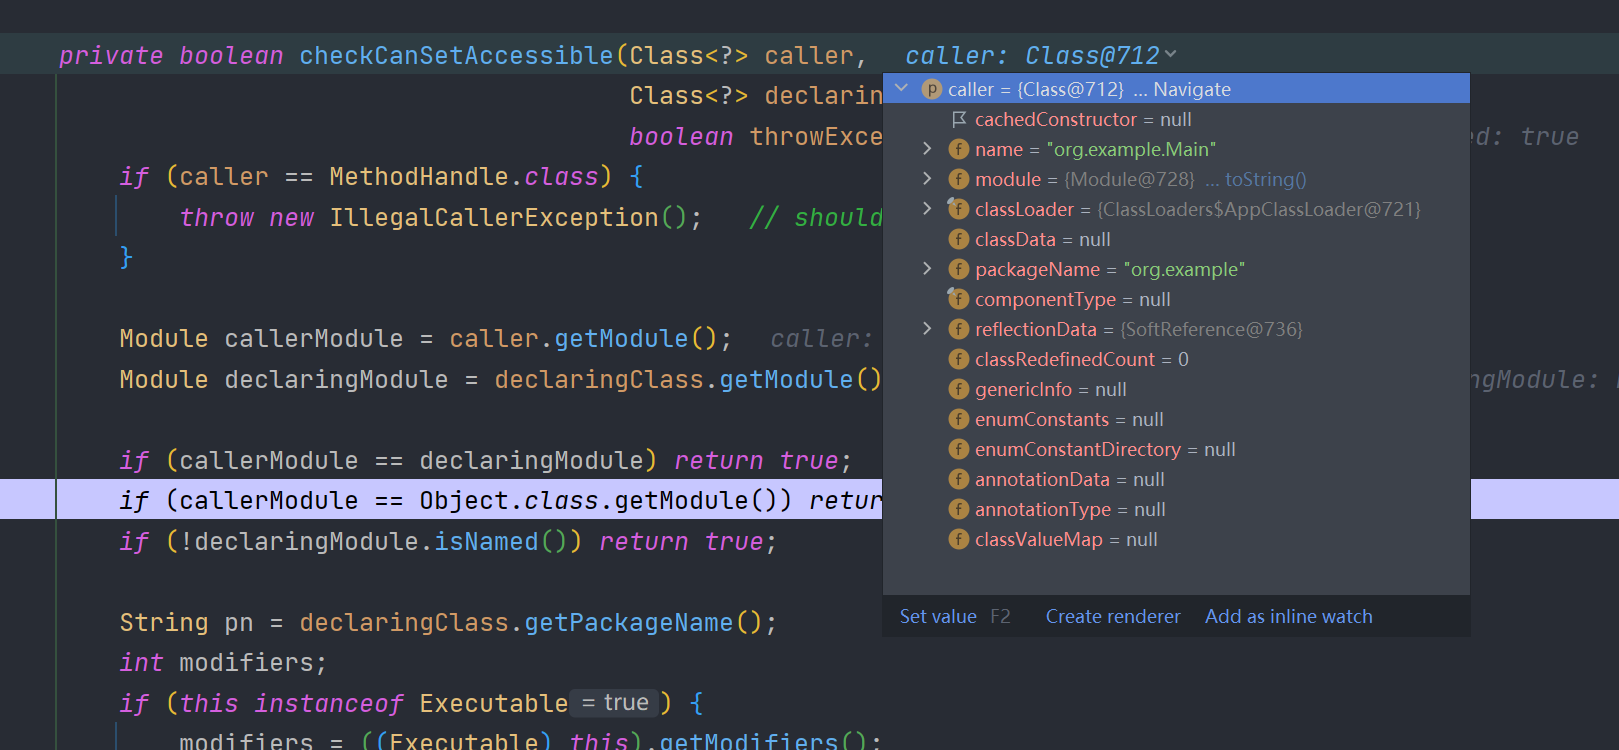 private boolean checkCanSetAccessible(Class<?> caller,   caller: Class@712
Class<?> declarin
boolean throwExce
ed: true
if (caller == MethodHandle.class) {
throw new IllegalCallerException();   // should
}
Module callerModule = caller.getModule();   caller:
Module declaringModule = declaringClass.getModule()
ngModule:
if (callerModule == declaringModule) return true;
if (callerModule == Object.class.getModule()) retur
if (!declaringModule.isNamed()) return true;
String pn = declaringClass.getPackageName();
int modifiers;
if (this instanceof Executable = true ) {
modifiers = ((Executable) this).getModifiers();
p caller = {Class@712} ... Navigate
cachedConstructor = null
f name = "org.example.Main"
f module = {Module@728} ... toString()
f classLoader = {ClassLoaders$AppClassLoader@721}
f classData = null
f packageName = "org.example"
f componentType = null
f reflectionData = {SoftReference@736}
f classRedefinedCount = 0
f genericInfo = null
f enumConstants = null
f enumConstantDirectory = null
f annotationData = null
f annotationType = null
f classValueMap = null
Set value F2   Create renderer   Add as inline watch